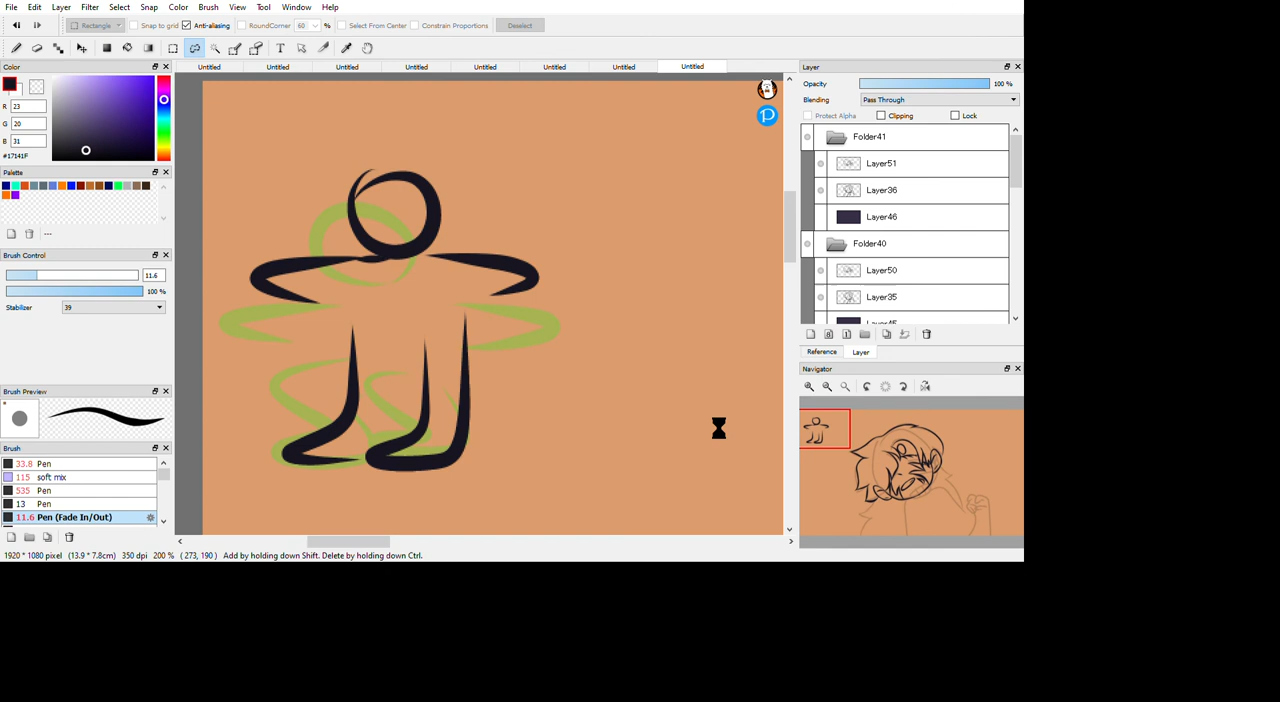 File Edit Layer Filter Select Snap Color Brush View Tool Window Help
Rectangle Snap to grid Anti-aliasing RoundCorner 60 % Select From Center Constrain Proportions Deselect
Color
R 23
G 20
B 31
#17141F
Palette
Brush Control
11.6
100 %
Stabilizer 39
Brush Preview
Brush
33.8 Pen
115 soft mix
535 Pen
13 Pen
11.6 Pen (Fade In/Out)
Untitled Untitled Untitled Untitled Untitled Untitled Untitled Untitled
Layer
Opacity 100 %
Blending Pass Through
Protect Alpha Clipping Lock
Folder41
Layer51
Layer36
Layer46
Folder40
Layer50
Layer35
Layer45
Reference Layer
Navigator
1920 * 1080 pixel (13.9 * 7.8cm) 350 dpi 200 % ( 273, 190 ) Add by holding down Shift. Delete by holding down Ctrl.